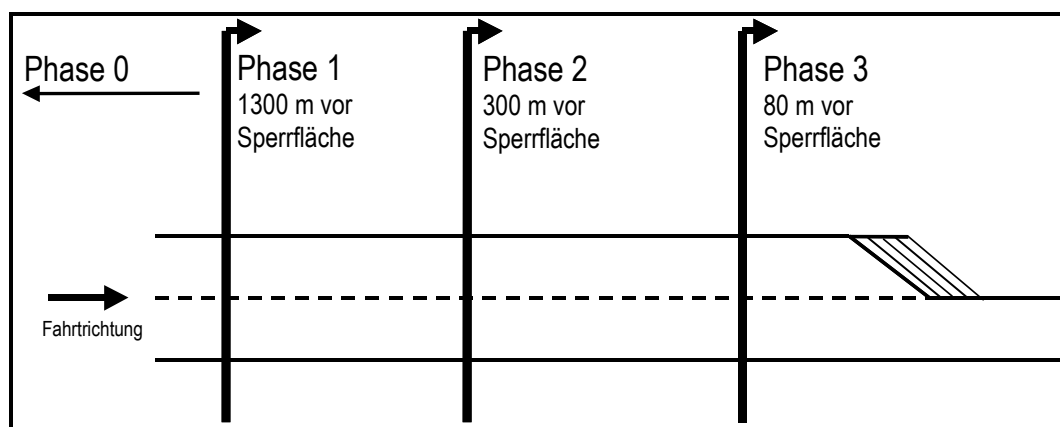 Phase 0
Phase 1
1300 m vor
Sperrfläche
Phase 2
300 m vor
Sperrfläche
Phase 3
80 m vor
Sperrfläche
Fahrtrichtung